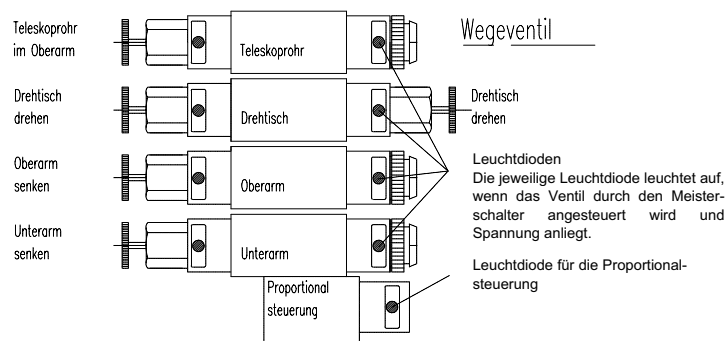 Wegeventil
Teleskoprohr
im Oberarm
Teleskoprohr
Drehtisch
drehen
Drehtisch
Drehtisch
drehen
Oberarm
senken
Oberarm
Leuchtdioden
Die jeweilige Leuchtdiode leuchtet auf,
wenn das Ventil durch den Meister-
schalter angesteuert wird und
Spannung anliegt.
Unterarm
senken
Unterarm
Leuchtdiode für die Proportional-
steuerung
Proportional
steuerung